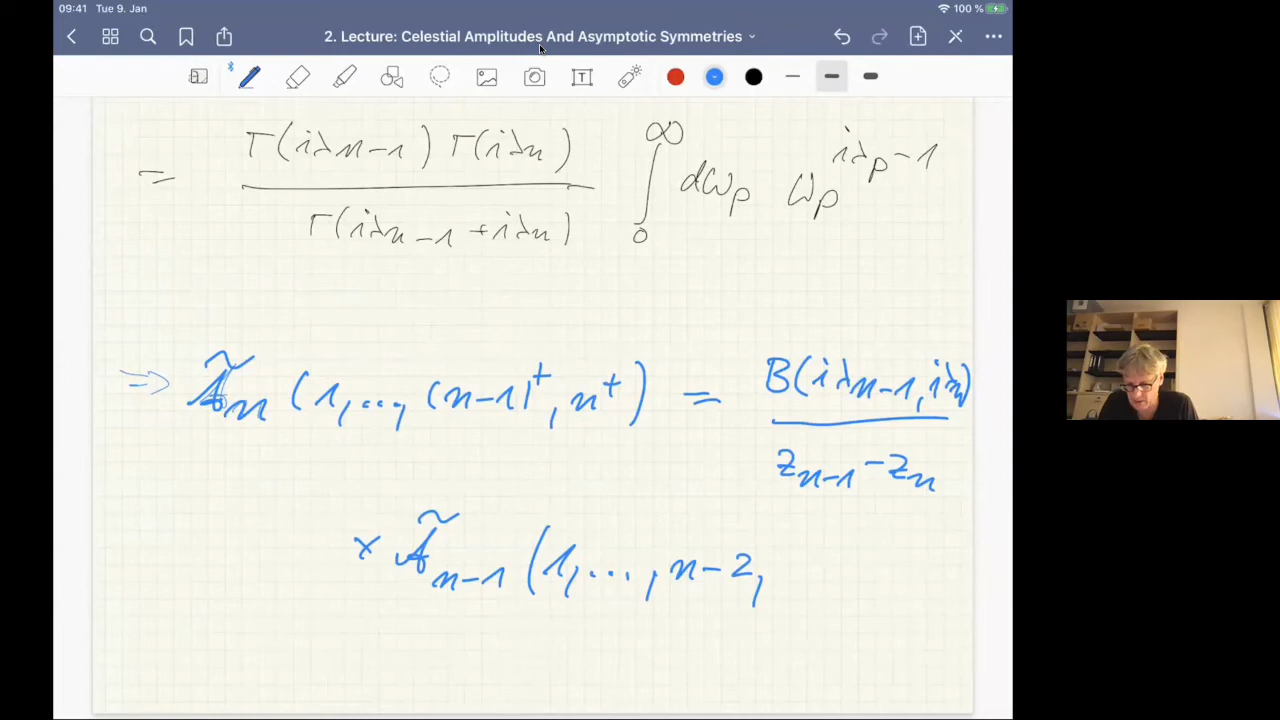 09:41 Tue 9. Jan 100 %
2. Lecture: Celestial Amplitudes And Asymptotic Symmetries
= Γ(iλn-1) Γ(iλn) / Γ(iλn-1 + iλn) ∫₀^∞ dωp ωp^(iλp-1)
⇒ Ãn (1,..., (n-1)⁺, n⁺) = B(iλn-1, iλn) / zn-1 - zn
× Ãn-1 (1,..., n-2,